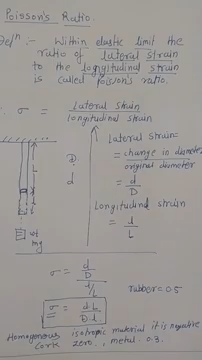 Poisson's Ratio.
Defⁿ :- Within elastic limit the
ratio of lateral strain
to the longitudinal strain
is called poisson's ratio.
σ = Lateral strain
longitudinal strain
Lateral strain =
= change in diameter
original diameter
= d
D
Longitudinal strain
= l
L
D
d
L
l
wt
mg
σ = d
D
l/L
rubber = 0.5
σ = dL
Dl
Homogenous isotropic material it is negative
Cork zero, metal 0.3.